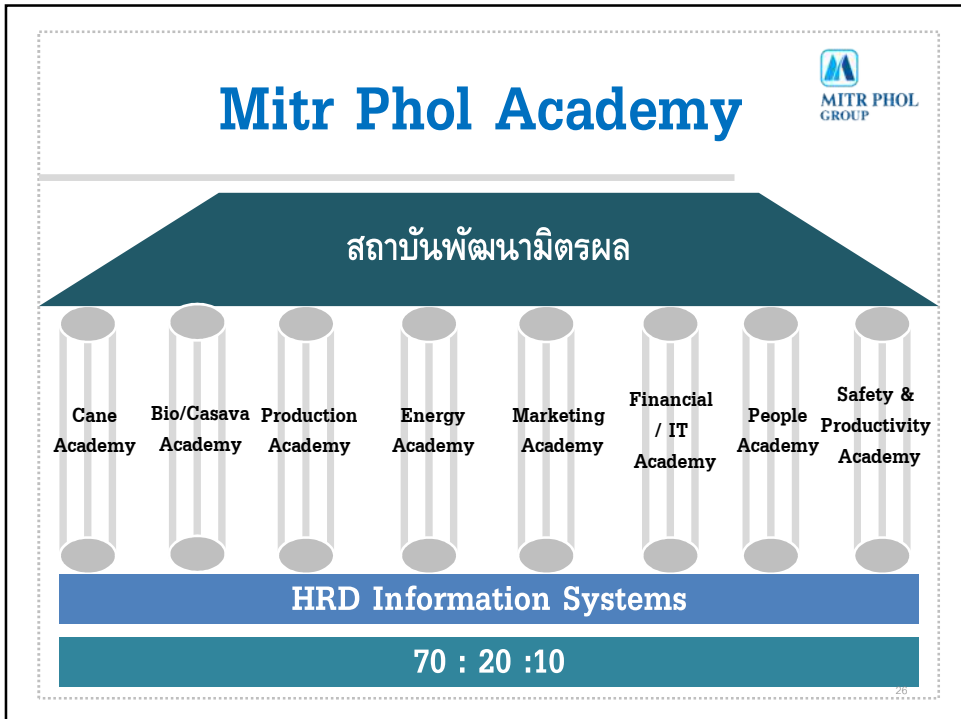 Mitr Phol Academy
MITR PHOL
GROUP
สถาบันพัฒนามิตรผล
Cane
Academy
Bio/Casava
Academy
Production
Academy
Energy
Academy
Marketing
Academy
Financial
/ IT
Academy
People
Academy
Safety &
Productivity
Academy
HRD Information Systems
70 : 20 :10
26